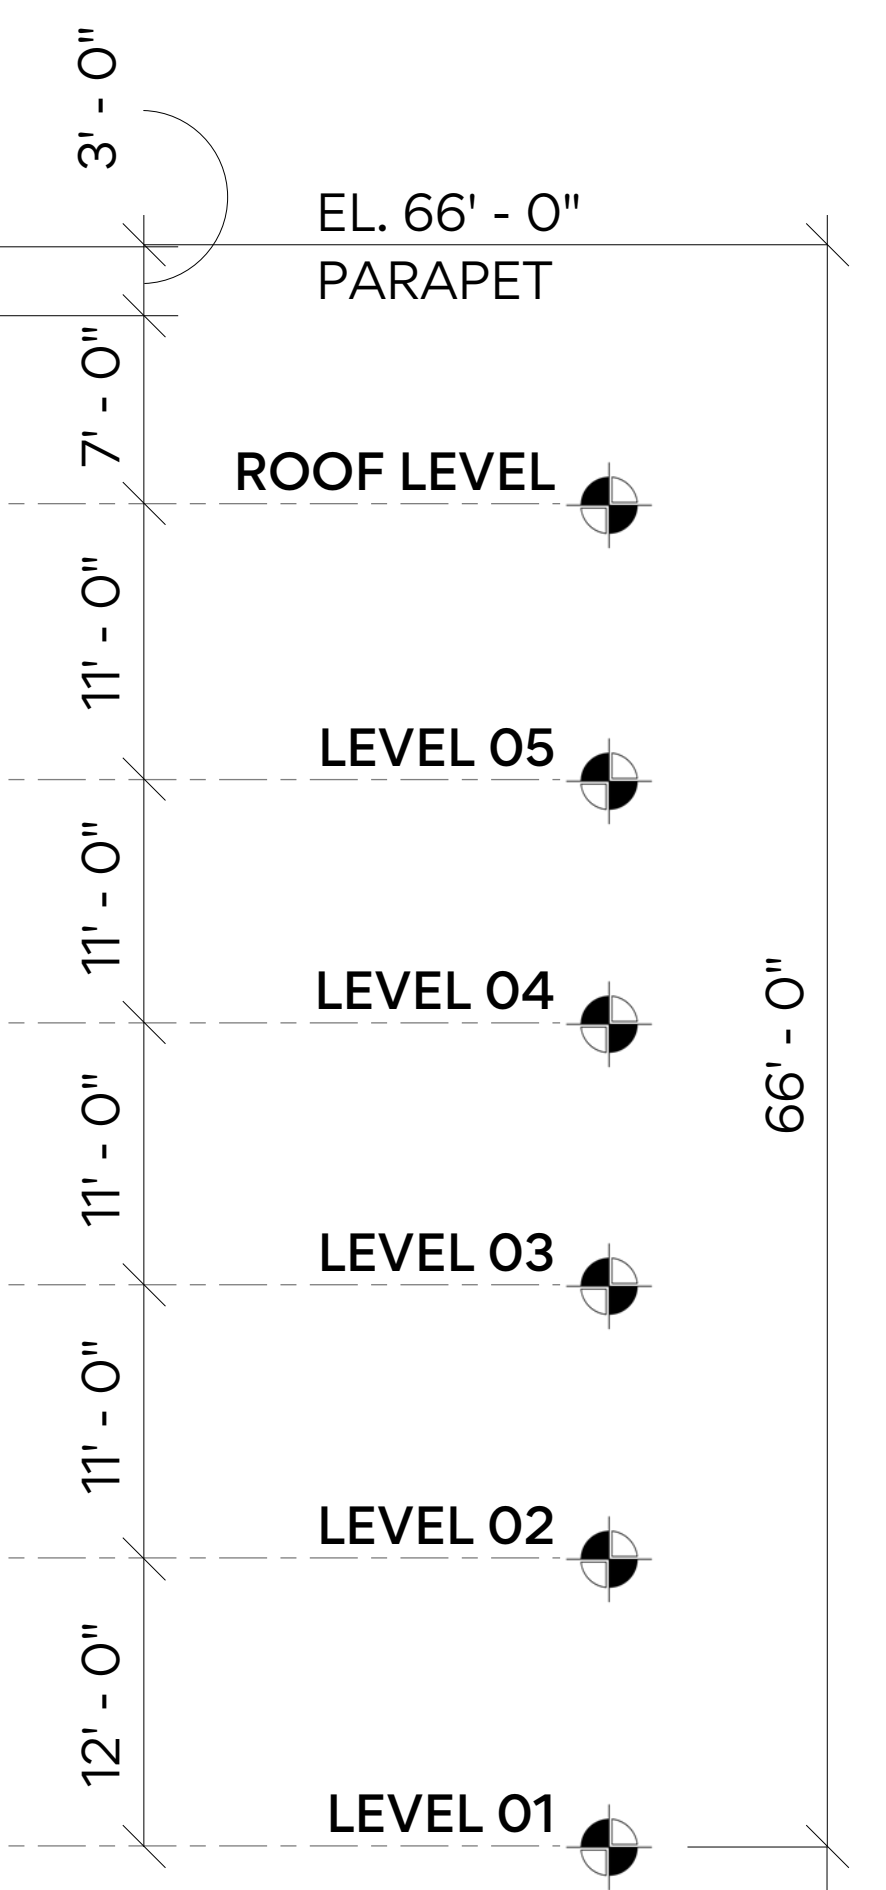 3' - 0"
EL. 66' - 0"
PARAPET
7' - 0"
ROOF LEVEL
11' - 0"
LEVEL 05
11' - 0"
LEVEL 04
66' - 0"
11' - 0"
LEVEL 03
11' - 0"
LEVEL 02
12' - 0"
LEVEL 01